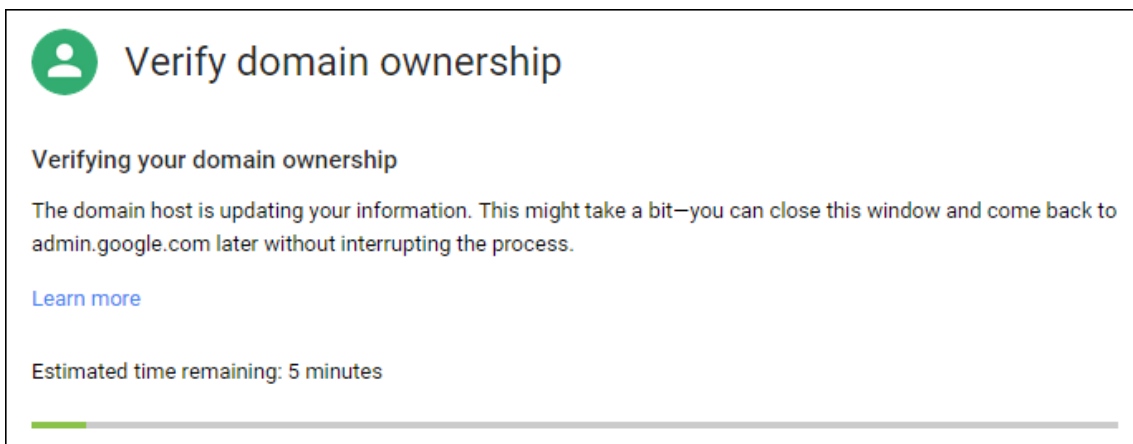 Verify domain ownership
Verifying your domain ownership
The domain host is updating your information. This might take a bit—you can close this window and come back to
admin.google.com later without interrupting the process.
Learn more
Estimated time remaining: 5 minutes